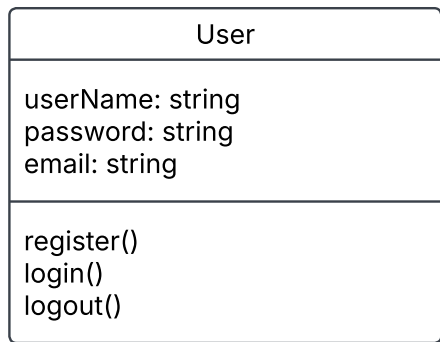 User
userName: string
password: string
email: string
register()
login()
logout()